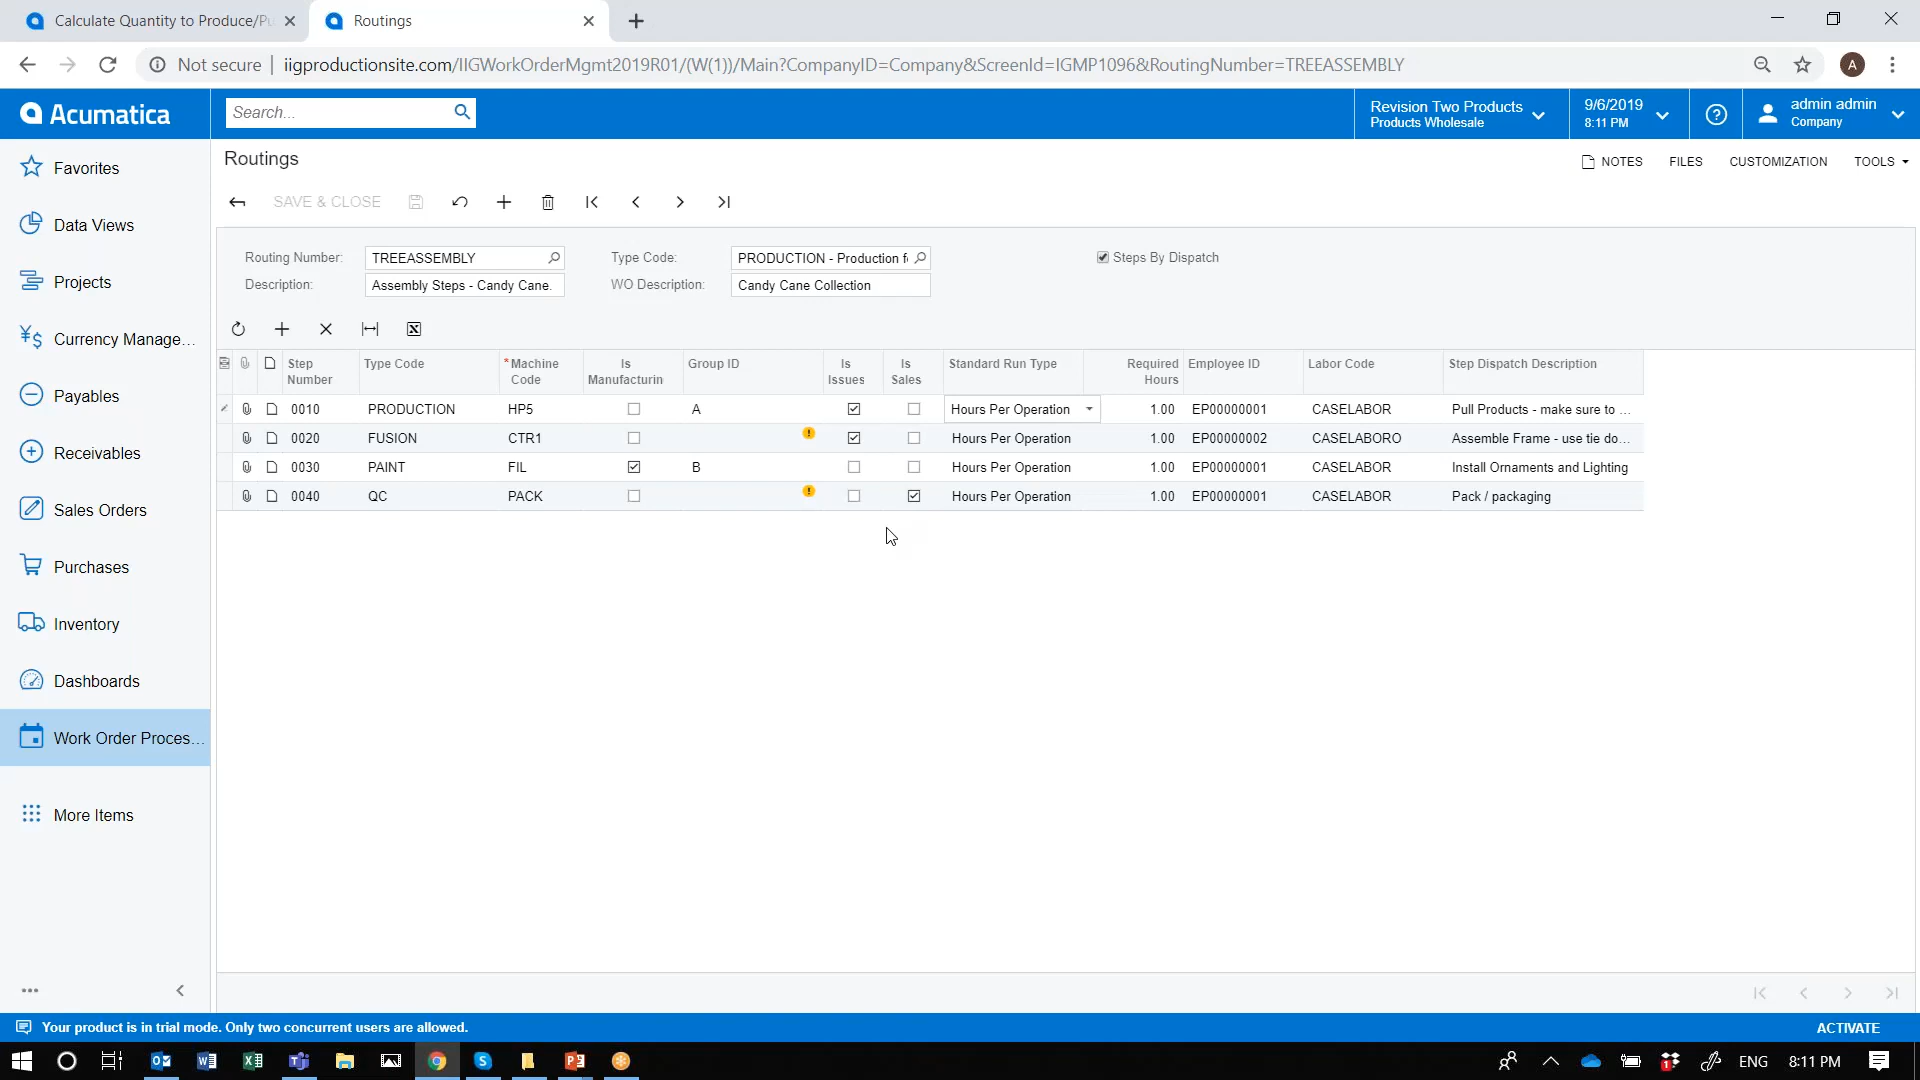 Calculate Quantity to Produce/Pu
Routings
Not secure | iigproductionsite.com/IIGWorkOrderMgmt2019R01/(W(1))/Main?CompanyID=Company&ScreenId=IGMP1096&RoutingNumber=TREEASSEMBLY
A
Acumatica
Search...
Revision Two Products
Products Wholesale
9/6/2019
8:11 PM
admin admin
Company
Favorites
Data Views
Projects
Currency Manage...
Payables
Receivables
Sales Orders
Purchases
Inventory
Dashboards
Work Order Proces...
More Items
Routings
NOTES FILES CUSTOMIZATION TOOLS
SAVE & CLOSE
Routing Number: TREEASSEMBLY Type Code: PRODUCTION - Production f Steps By Dispatch
Description: Assembly Steps - Candy Cane. WO Description: Candy Cane Collection
Step Number Type Code *Machine Code Is Manufacturin Group ID Is Issues Is Sales Standard Run Type Required Hours Employee ID Labor Code Step Dispatch Description
0010 PRODUCTION HP5 A Hours Per Operation 1.00 EP00000001 CASELABOR Pull Products - make sure to ...
0020 FUSION CTR1 Hours Per Operation 1.00 EP00000002 CASELABORO Assemble Frame - use tie do...
0030 PAINT FIL B Hours Per Operation 1.00 EP00000001 CASELABOR Install Ornaments and Lighting
0040 QC PACK Hours Per Operation 1.00 EP00000001 CASELABOR Pack / packaging
Your product is in trial mode. Only two concurrent users are allowed.
ACTIVATE
ENG 8:11 PM